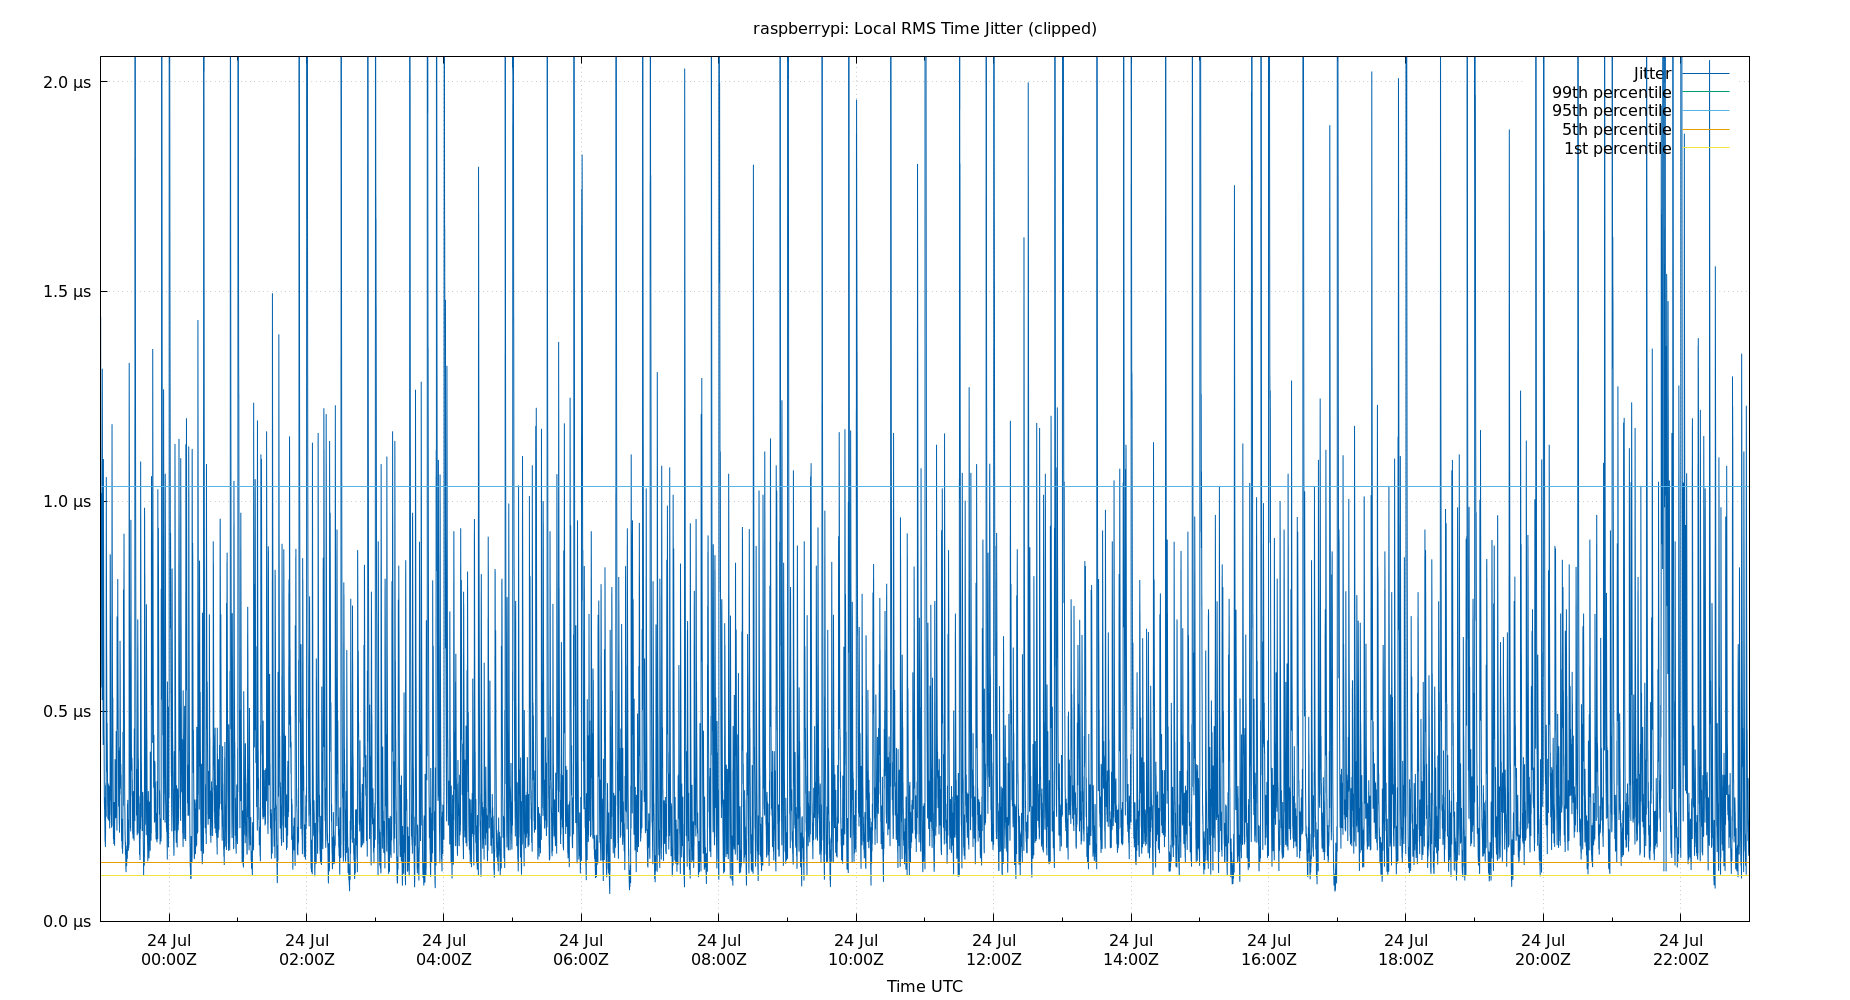 raspberrypi: Local RMS Time Jitter (clipped)
2.0 µs
1.5 µs
1.0 µs
0.5 µs
0.0 µs
Jitter
99th percentile
95th percentile
5th percentile
1st percentile
24 Jul 24 Jul 24 Jul 24 Jul 24 Jul 24 Jul 24 Jul 24 Jul 24 Jul 24 Jul 24 Jul 24 Jul
00:00Z 02:00Z 04:00Z 06:00Z 08:00Z 10:00Z 12:00Z 14:00Z 16:00Z 18:00Z 20:00Z 22:00Z
Time UTC